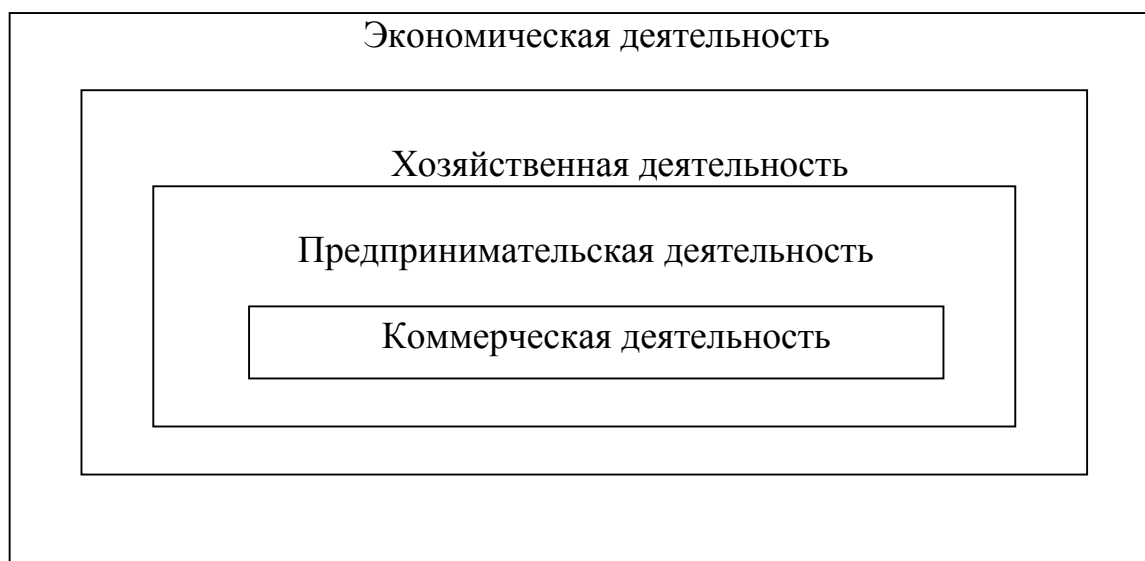 Экономическая деятельность
Хозяйственная деятельность
Предпринимательская деятельность
Коммерческая деятельность